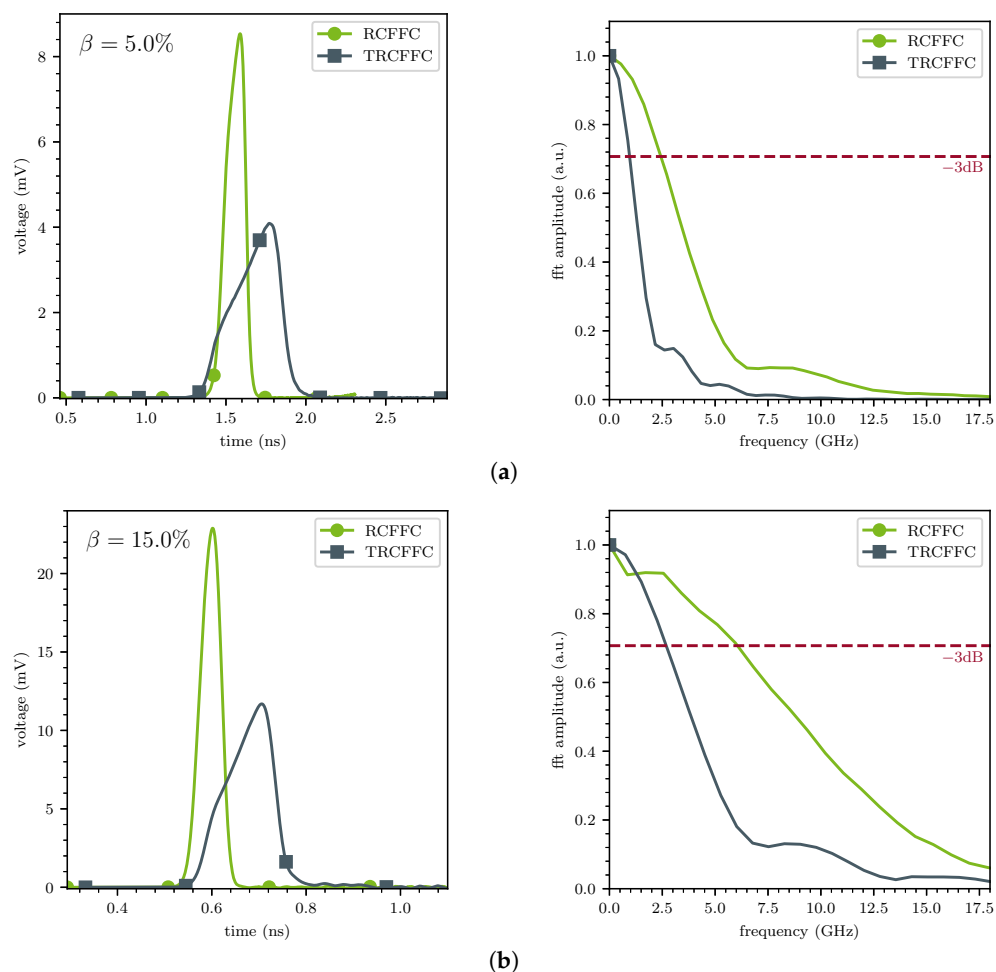 β = 5.0%
RCFFC
TRCFFC
voltage (mV)
8
6
4
2
0
0.5 1.0 1.5 2.0 2.5
time (ns)
RCFFC
TRCFFC
fft amplitude (a.u.)
1.0
0.8
0.6
0.4
0.2
0.0
−3dB
0.0 2.5 5.0 7.5 10.0 12.5 15.0 17.5
frequency (GHz)
(a)
β = 15.0%
RCFFC
TRCFFC
voltage (mV)
20
15
10
5
0
0.4 0.6 0.8 1.0
time (ns)
RCFFC
TRCFFC
fft amplitude (a.u.)
1.0
0.8
0.6
0.4
0.2
0.0
−3dB
0.0 2.5 5.0 7.5 10.0 12.5 15.0 17.5
frequency (GHz)
(b)